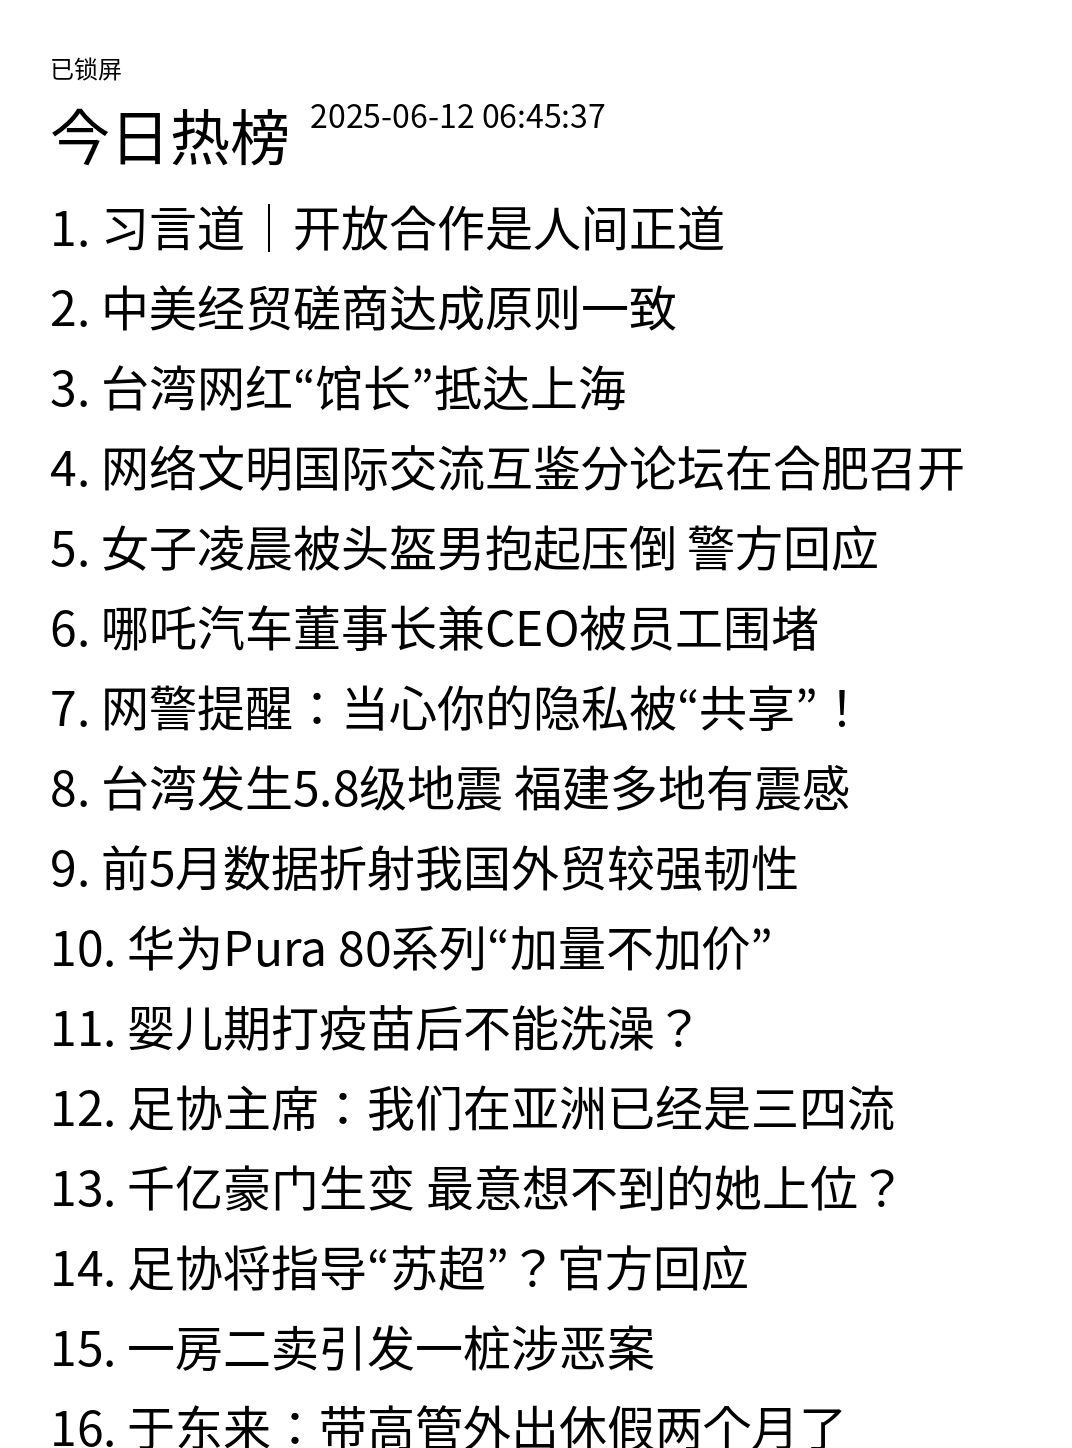 已锁屏
今日热榜 2025-06-12 06:45:37
1. 习言道｜开放合作是人间正道
2. 中美经贸磋商达成原则一致
3. 台湾网红“馆长”抵达上海
4. 网络文明国际交流互鉴分论坛在合肥召开
5. 女子凌晨被头盔男抱起压倒 警方回应
6. 哪吒汽车董事长兼CEO被员工围堵
7. 网警提醒：当心你的隐私被“共享”！
8. 台湾发生5.8级地震 福建多地有震感
9. 前5月数据折射我国外贸较强韧性
10. 华为Pura 80系列“加量不加价”
11. 婴儿期打疫苗后不能洗澡？
12. 足协主席：我们在亚洲已经是三四流
13. 千亿豪门生变 最意想不到的她上位？
14. 足协将指导“苏超”？官方回应
15. 一房二卖引发一桩涉恶案
16. 于东来：带高管外出休假两个月了